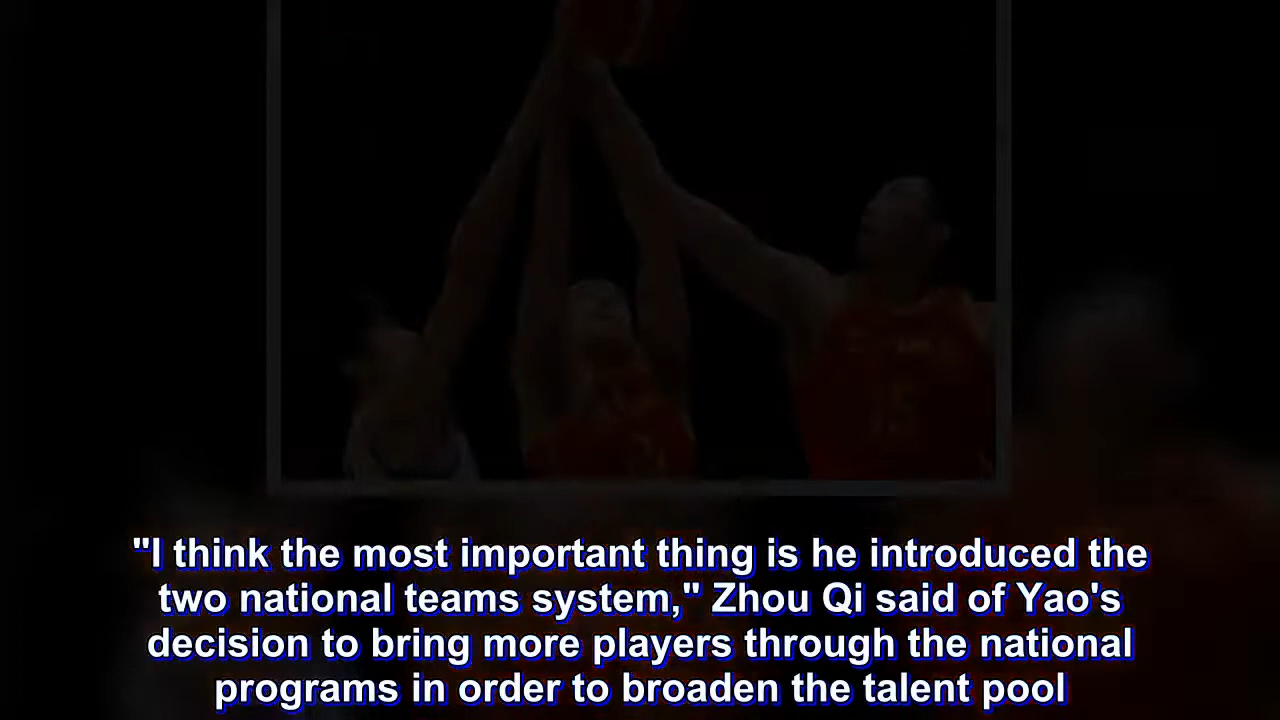 "I think the most important thing is he introduced the
two national teams system," Zhou Qi said of Yao's
decision to bring more players through the national
programs in order to broaden the talent pool